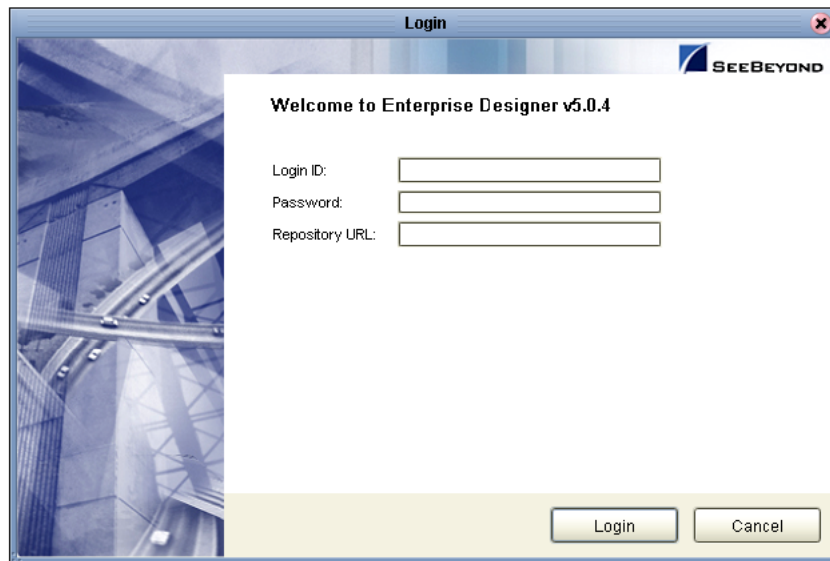 Login
SEEBEYOND
Welcome to Enterprise Designer v5.0.4
Login ID:
Password:
Repository URL:
Login
Cancel